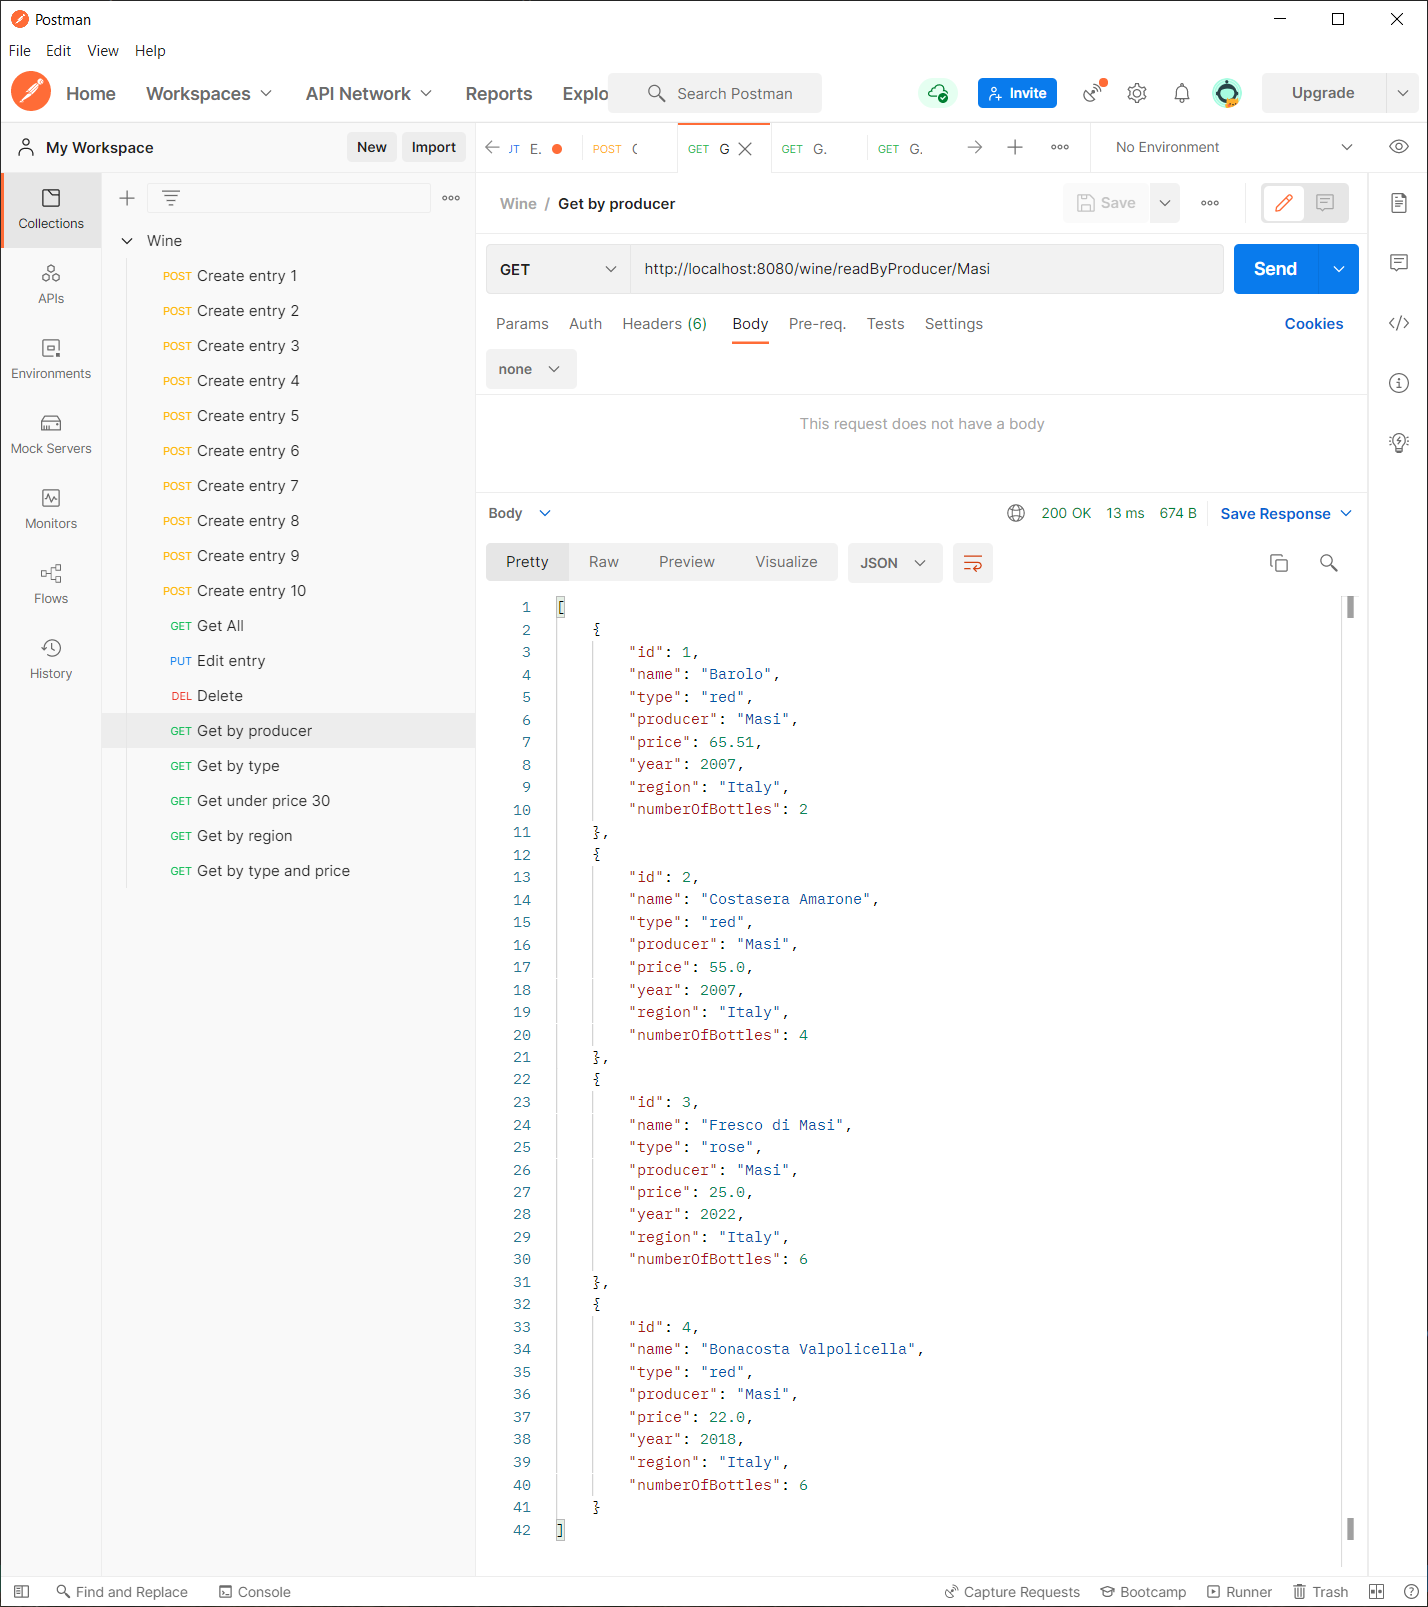 Postman
File Edit View Help
Home Workspaces API Network Reports Explo Search Postman Invite Upgrade
My Workspace New Import
JT E. POST GET G GET G. GET G. No Environment
Collections
APIs
Environments
Mock Servers
Monitors
Flows
History
Wine
POST Create entry 1
POST Create entry 2
POST Create entry 3
POST Create entry 4
POST Create entry 5
POST Create entry 6
POST Create entry 7
POST Create entry 8
POST Create entry 9
POST Create entry 10
GET Get All
PUT Edit entry
DEL Delete
GET Get by producer
GET Get by type
GET Get under price 30
GET Get by region
GET Get by type and price
Wine / Get by producer Save
GET http://localhost:8080/wine/readByProducer/Masi Send
Params Auth Headers (6) Body Pre-req. Tests Settings Cookies
none
This request does not have a body
Body 200 OK 13 ms 674 B Save Response
Pretty Raw Preview Visualize JSON
1 [
2 {
3 "id": 1,
4 "name": "Barolo",
5 "type": "red",
6 "producer": "Masi",
7 "price": 65.51,
8 "year": 2007,
9 "region": "Italy",
10 "numberOfBottles": 2
11 },
12 {
13 "id": 2,
14 "name": "Costasera Amarone",
15 "type": "red",
16 "producer": "Masi",
17 "price": 55.0,
18 "year": 2007,
19 "region": "Italy",
20 "numberOfBottles": 4
21 },
22 {
23 "id": 3,
24 "name": "Fresco di Masi",
25 "type": "rose",
26 "producer": "Masi",
27 "price": 25.0,
28 "year": 2022,
29 "region": "Italy",
30 "numberOfBottles": 6
31 },
32 {
33 "id": 4,
34 "name": "Bonacosta Valpolicella",
35 "type": "red",
36 "producer": "Masi",
37 "price": 22.0,
38 "year": 2018,
39 "region": "Italy",
40 "numberOfBottles": 6
41 }
42 ]
Find and Replace Console Capture Requests Bootcamp Runner Trash